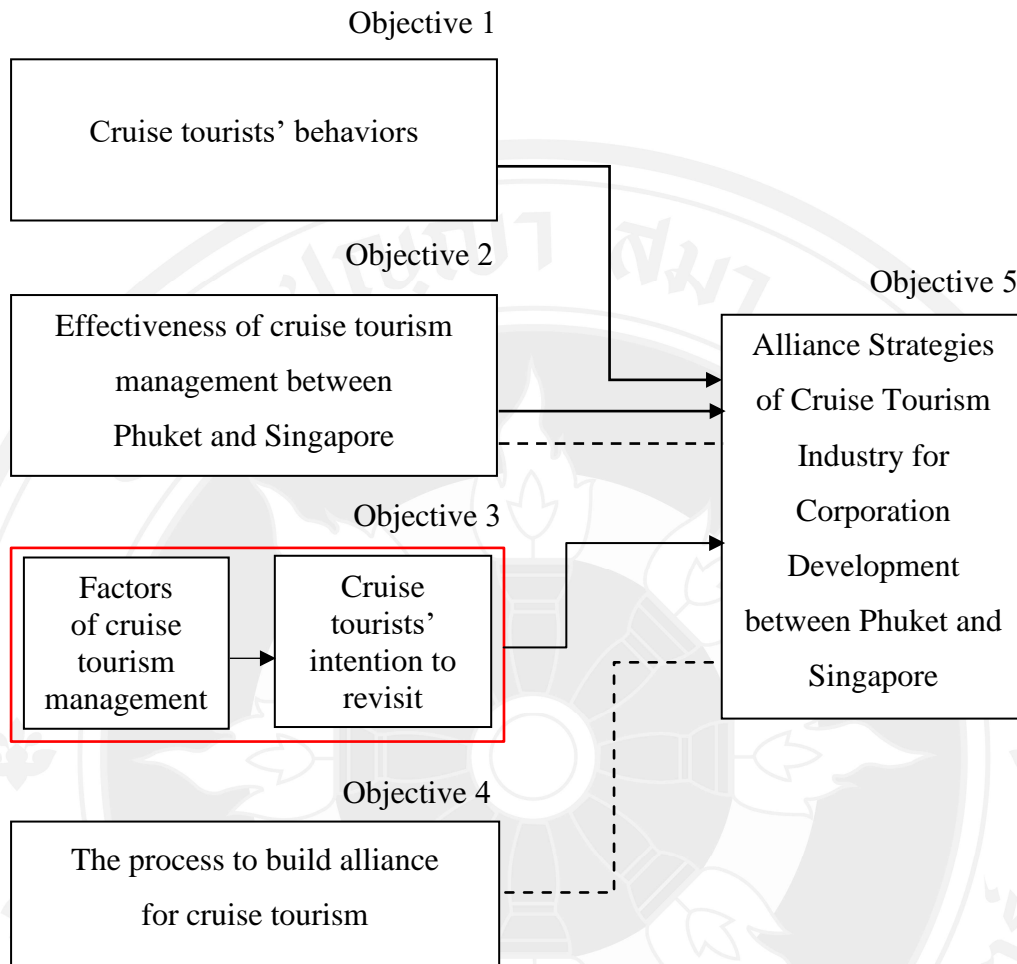 Objective 1
Cruise tourists’ behaviors
Objective 2
Effectiveness of cruise tourism
management between
Phuket and Singapore
Objective 3
Factors
of cruise
tourism
management
Cruise
tourists’
intention to
revisit
Objective 4
The process to build alliance
for cruise tourism
Objective 5
Alliance Strategies
of Cruise Tourism
Industry for
Corporation
Development
between Phuket and
Singapore